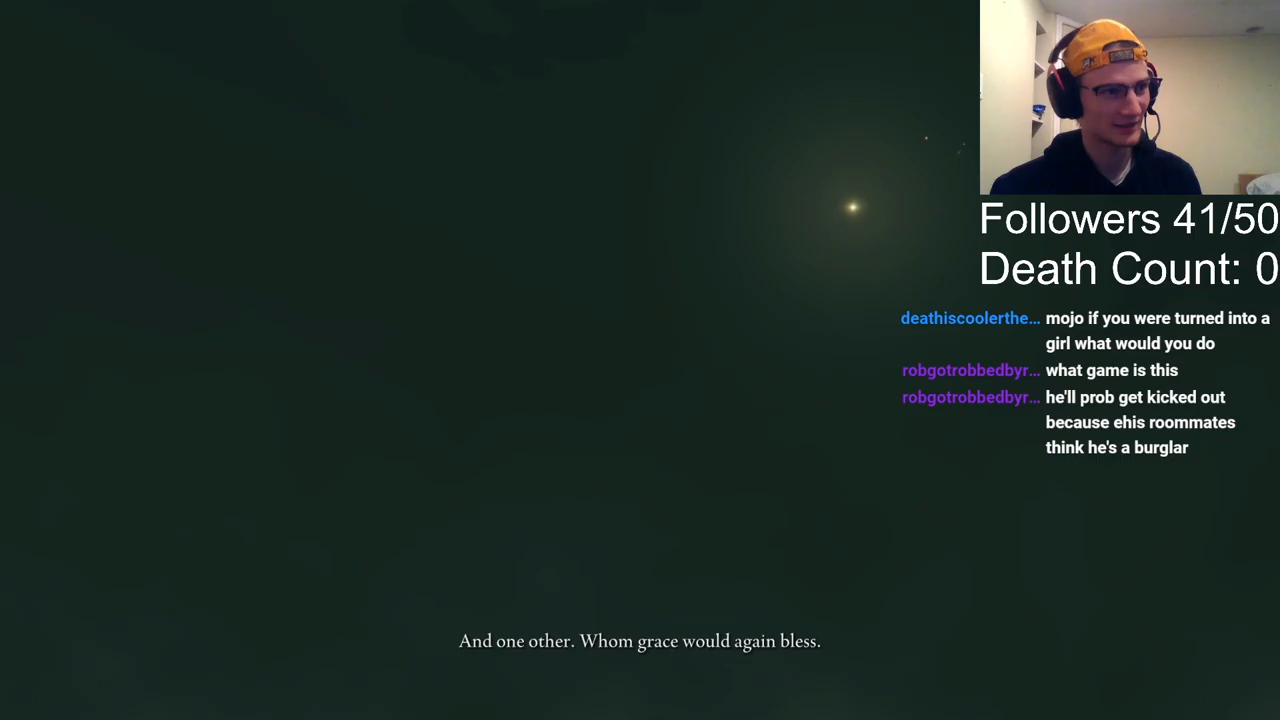 Followers 41/50
Death Count: 0
deathiscoolerthe... mojo if you were turned into a
girl what would you do
robgotrobbedbyr... what game is this
robgotrobbedbyr... he'll prob get kicked out
because ehis roommates
think he's a burglar
And one other. Whom grace would again bless.